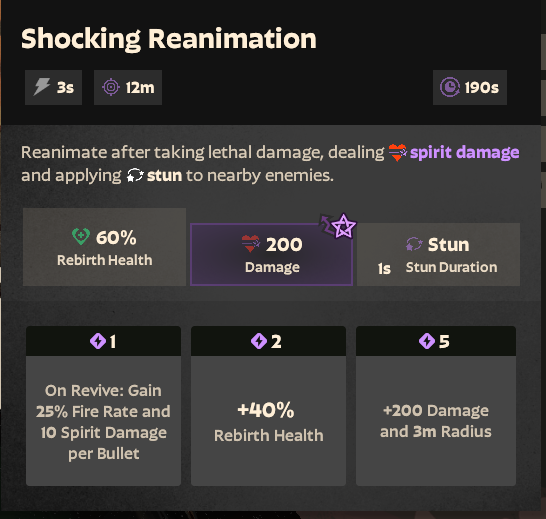 Shocking Reanimation
3s 12m 190s
Reanimate after taking lethal damage, dealing spirit damage
and applying stun to nearby enemies.
60%
Rebirth Health
200
Damage
Stun
1s Stun Duration
1
On Revive: Gain
25% Fire Rate and
10 Spirit Damage
per Bullet
2
+40%
Rebirth Health
5
+200 Damage
and 3m Radius